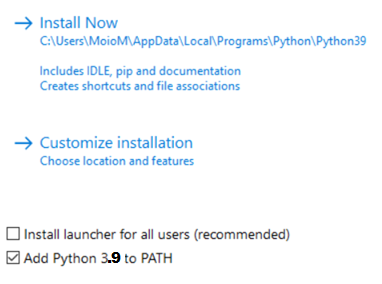 Install Now
C:\Users\MoioM\AppData\Local\Programs\Python\Python39
Includes IDLE, pip and documentation
Creates shortcuts and file associations
Customize installation
Choose location and features
Install launcher for all users (recommended)
Add Python 3.9 to PATH